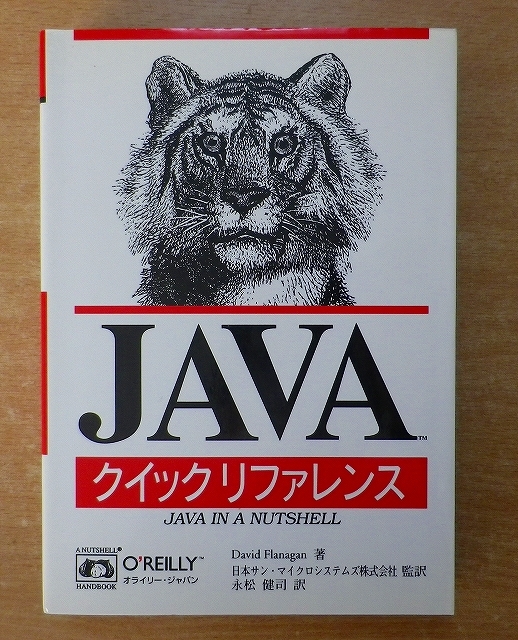 JAVA™
クイックリファレンス
JAVA IN A NUTSHELL
A NUTSHELL®
HANDBOOK
O'REILLY™
オライリー・ジャパン
David Flanagan 著
日本サン・マイクロシステムズ株式会社 監訳
永松 健司 訳